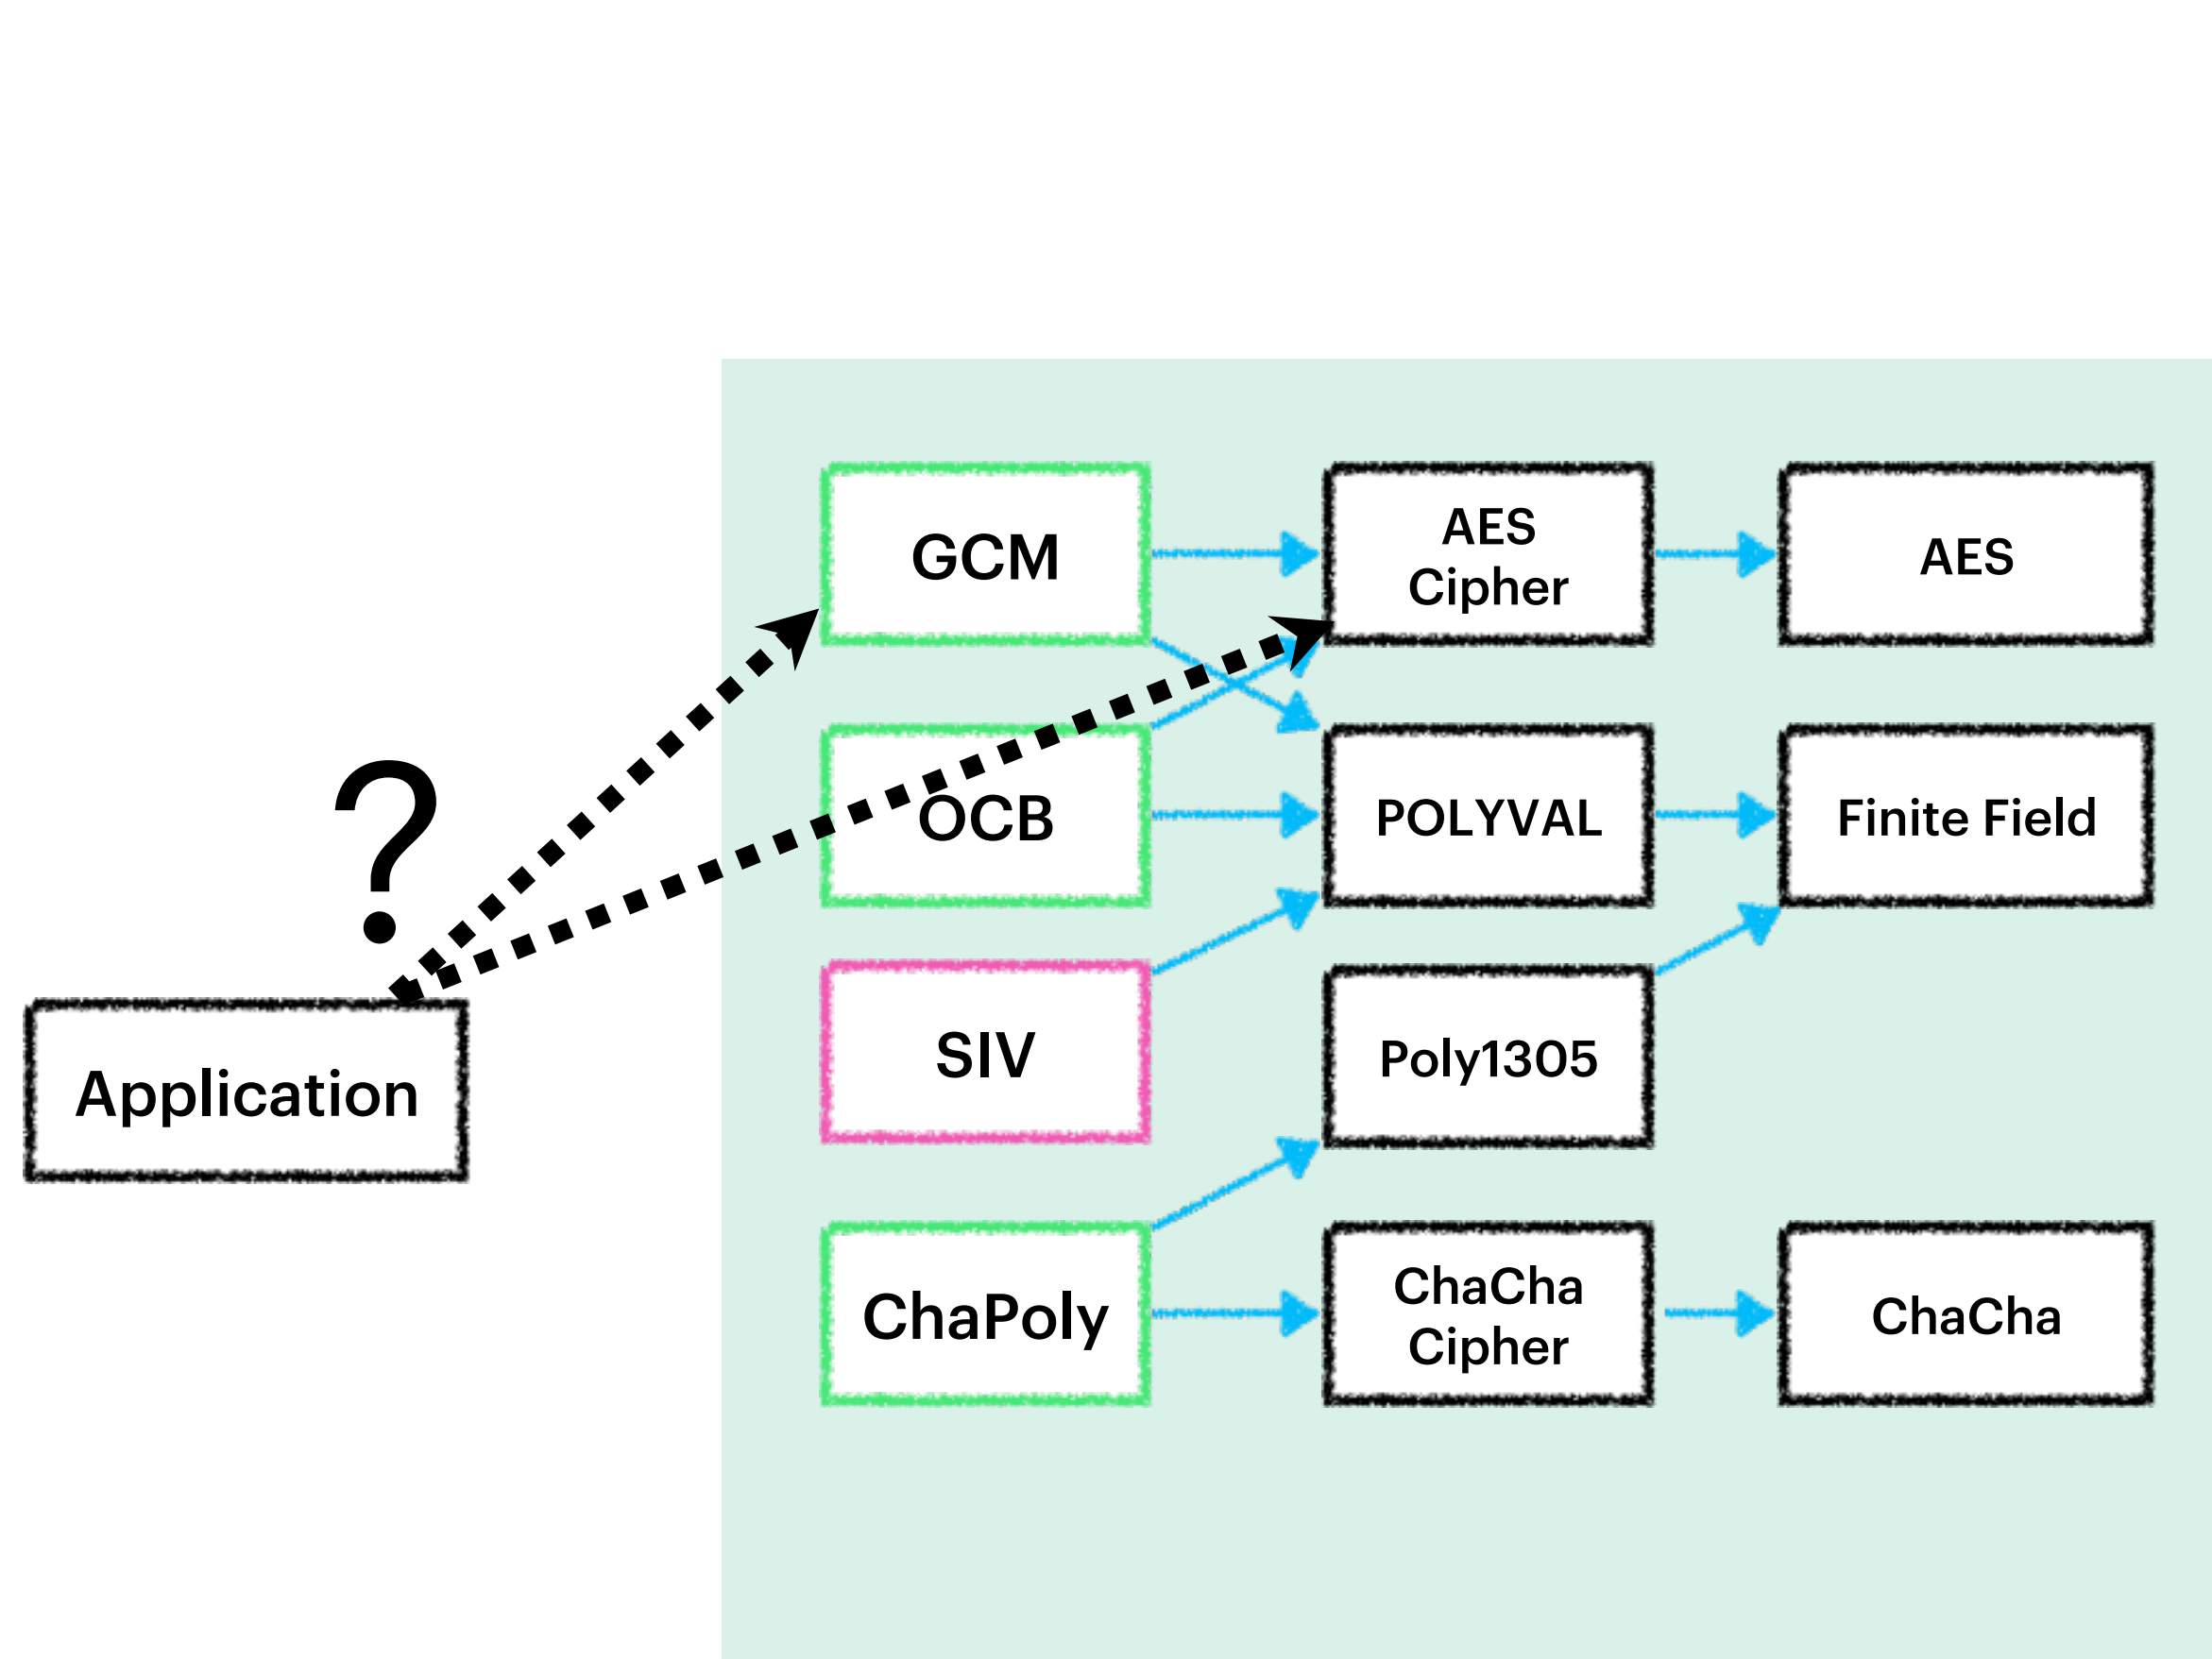 GCM
AES
Cipher
AES
?
OCB
POLYVAL
Finite Field
Application
SIV
Poly1305
ChaPoly
ChaCha
Cipher
ChaCha